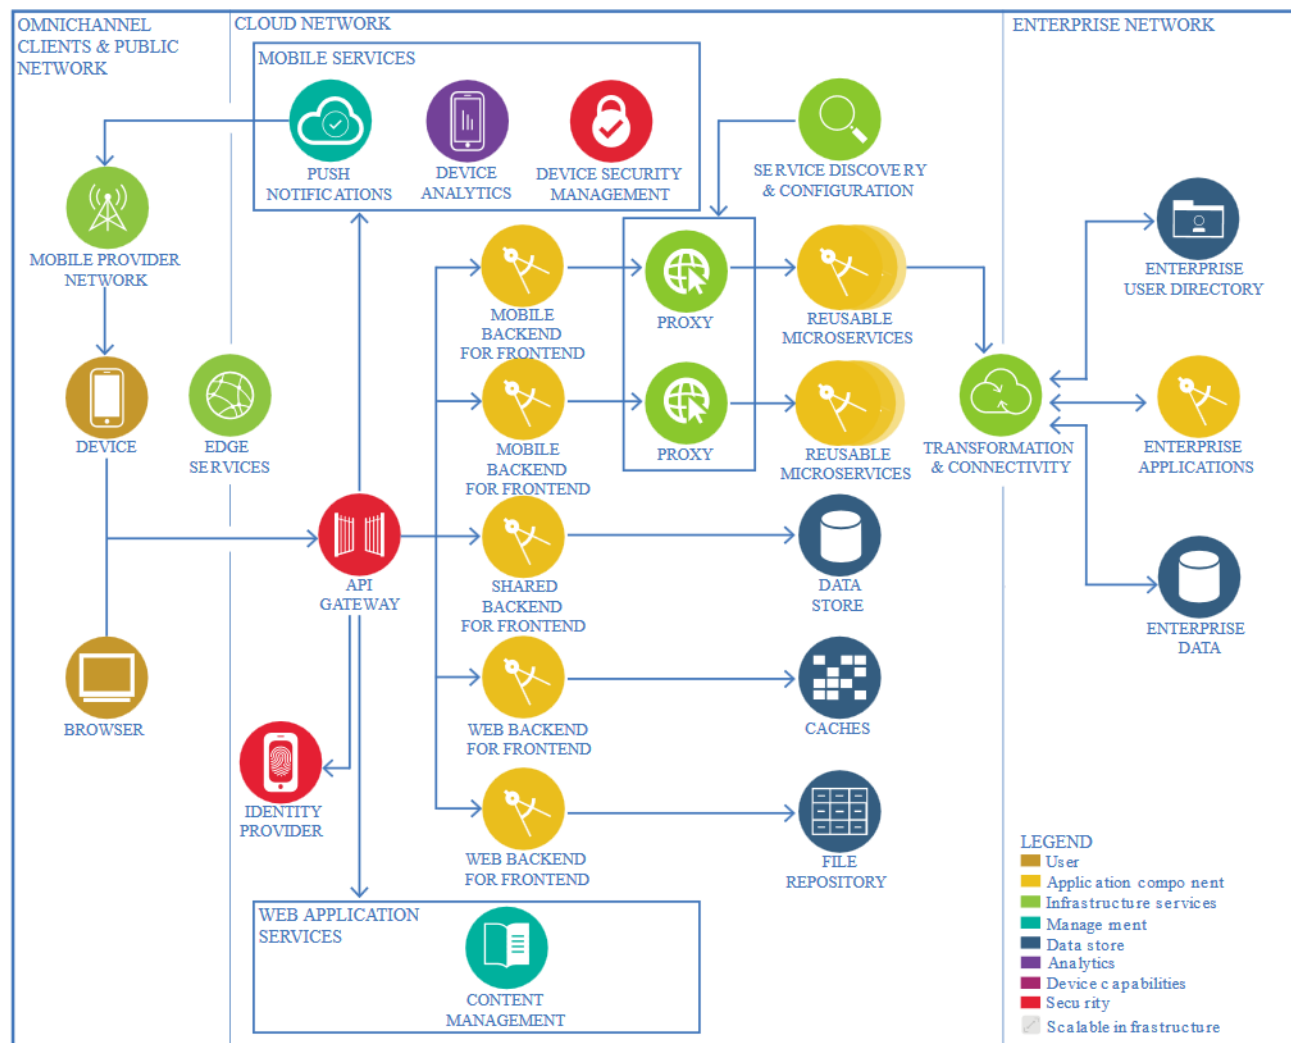 OMNICHANNEL
CLIENTS & PUBLIC
NETWORK
CLOUD NETWORK
ENTERPRISE NETWORK
MOBILE SERVICES
PUSH
NOTIFICATIONS
DEVICE
ANALYTICS
DEVICE SECURITY
MANAGEMENT
SERVICE DISCOVERY
& CONFIGURATION
MOBILE PROVIDER
NETWORK
ENTERPRISE
USER DIRECTORY
MOBILE
BACKEND
FOR FRONTEND
PROXY
REUSABLE
MICROSERVICES
DEVICE
EDGE
SERVICES
MOBILE
BACKEND
FOR FRONTEND
PROXY
REUSABLE
MICROSERVICES
TRANSFORMATION
& CONNECTIVITY
ENTERPRISE
APPLICATIONS
API
GATEWAY
SHARED
BACKEND
FOR FRONTEND
DATA
STORE
ENTERPRISE
DATA
BROWSER
WEB BACKEND
FOR FRONTEND
CACHES
IDENTITY
PROVIDER
WEB BACKEND
FOR FRONTEND
FILE
REPOSITORY
WEB APPLICATION
SERVICES
CONTENT
MANAGEMENT
LEGEND
User
Application component
Infrastructure services
Management
Data store
Analytics
Device capabilities
Security
Scalable infrastructure